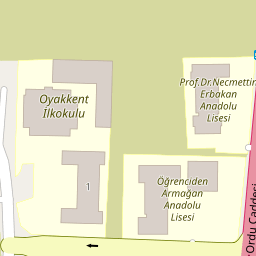 Oyakkent
İlkokulu
Prof.Dr.Necmettin
Erbakan
Anadolu
Lisesi
1
Öğrenciden
Armağan
Anadolu
Lisesi
Ordu Caddesi